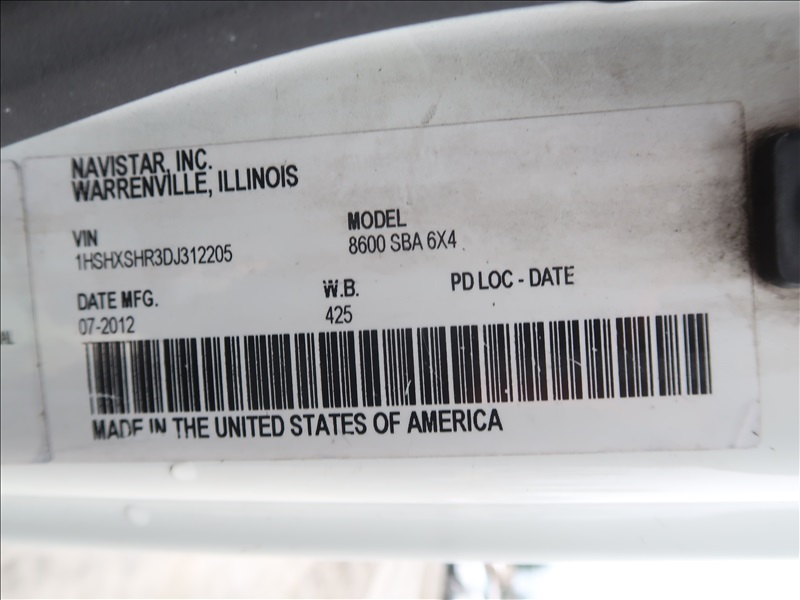 NAVISTAR, INC.
WARRENVILLE, ILLINOIS
VIN
1HSHXSHR3DJ312205
MODEL
8600 SBA 6X4
DATE MFG.
07-2012
W.B.
425
PD LOC - DATE
MADE IN THE UNITED STATES OF AMERICA